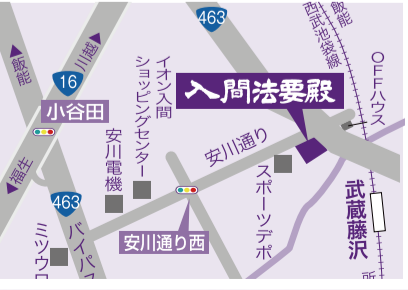 463
西武池袋線
飯能
飯能
川越
16
イオン入間
ショッピングセンター
入間法要殿
OFFハウス
小谷田
安川電機
安川通り
スポーツデポ
福生
463
バイパス
安川通り西
武蔵藤沢
ミツウロ
所